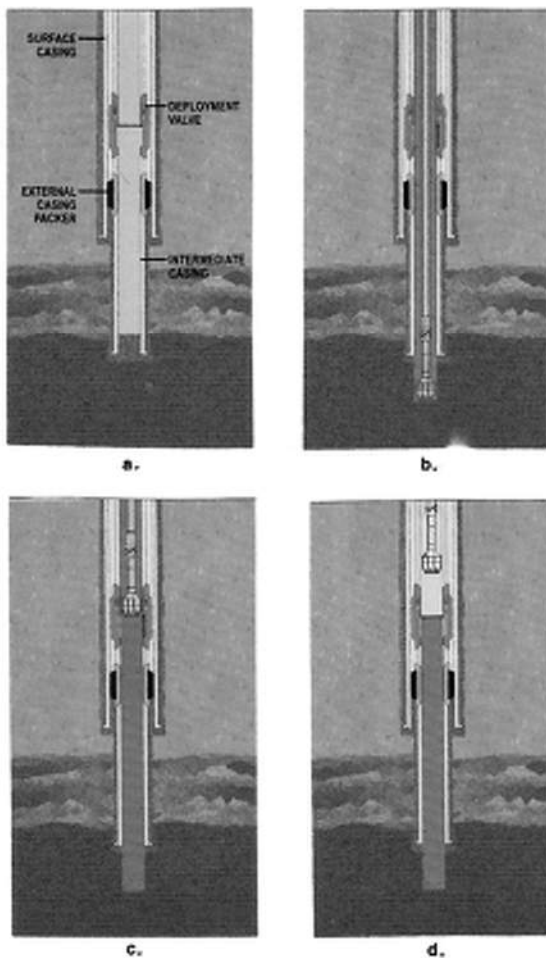 SURFACE
CASING
DEPLOYMENT
VALVE
EXTERNAL
CASING
PACKER
INTERMEDIATE
CASING
a.
b.
c.
d.